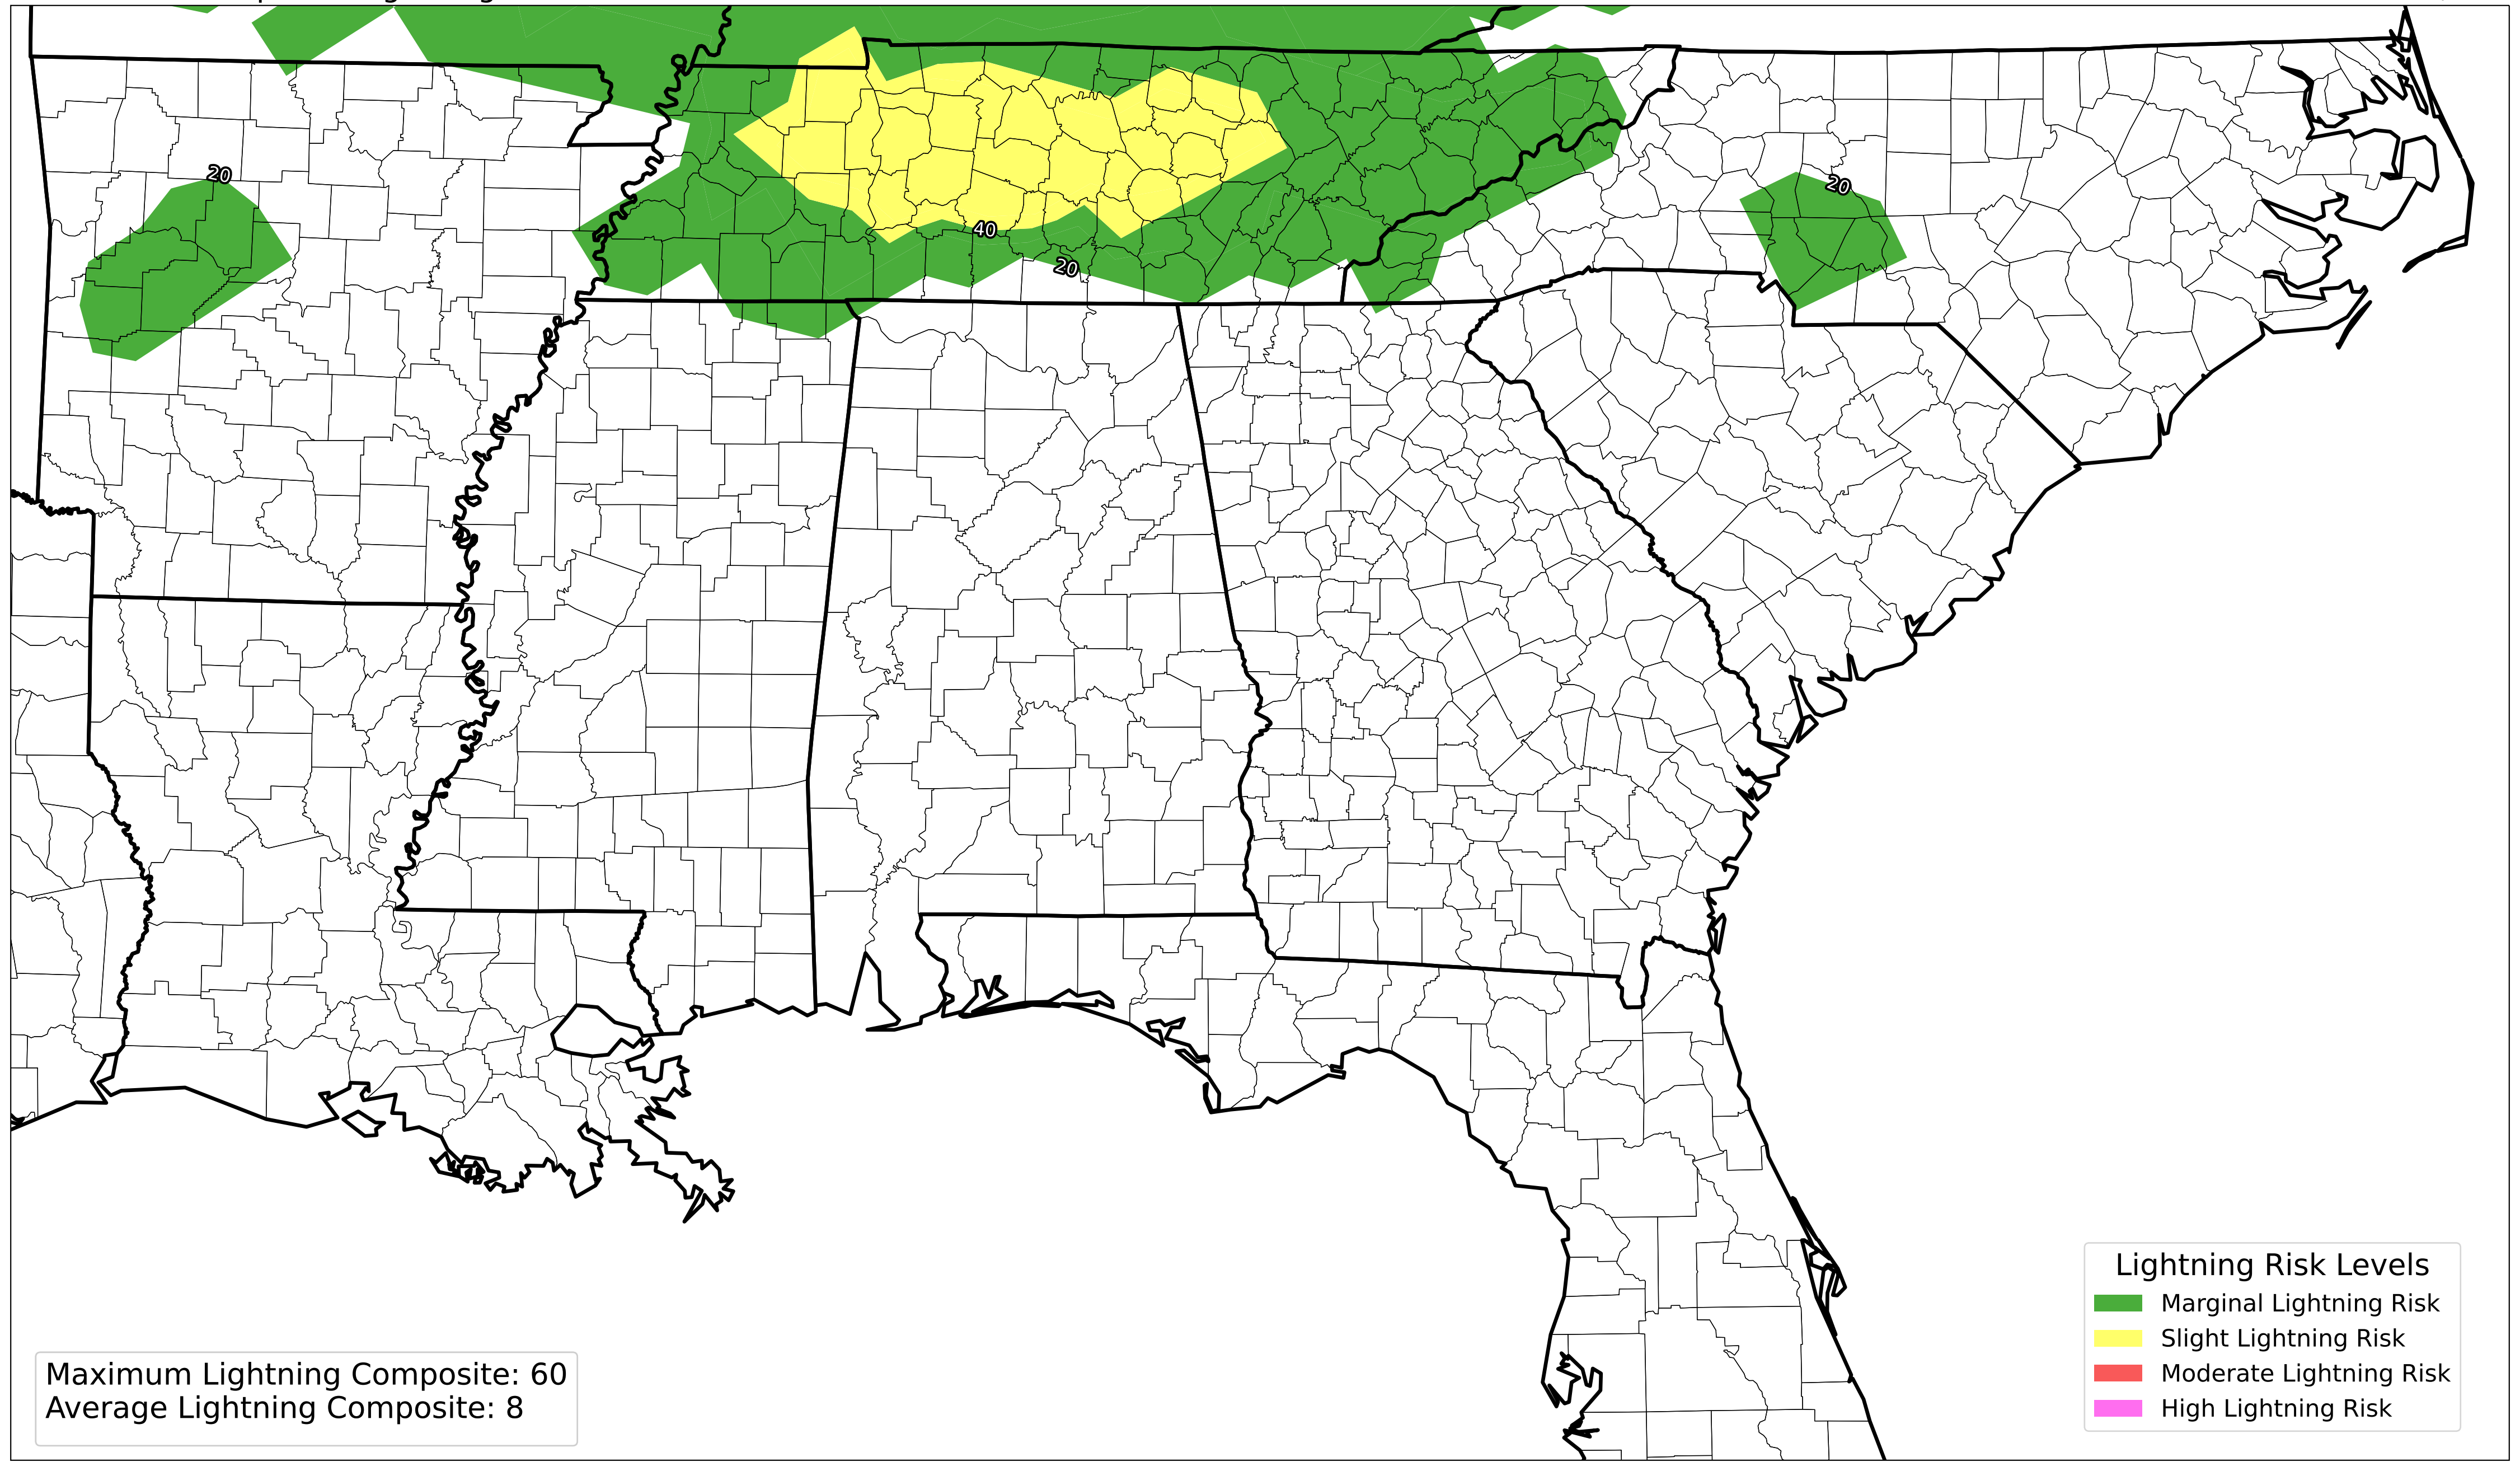 20
20
40
20
Lightning Risk Levels
Marginal Lightning Risk
Slight Lightning Risk
Moderate Lightning Risk
High Lightning Risk
Maximum Lightning Composite: 60
Average Lightning Composite: 8